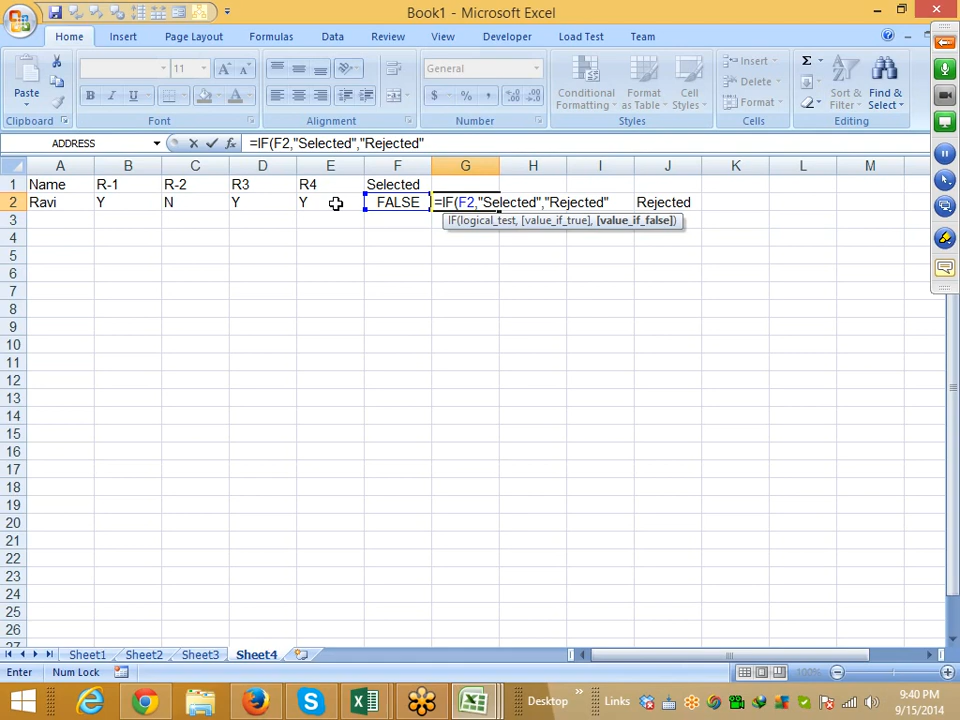 Book1 - Microsoft Excel
Home Insert Page Layout Formulas Data Review View Developer Load Test Team
Paste
11
B I U
A
General
$ % ,
Conditional Formatting
Format as Table
Cell Styles
Insert
Delete
Format
Σ
Sort & Filter
Find & Select
Clipboard Font Alignment Number Styles Cells Editing
ADDRESS fx =IF(F2,"Selected","Rejected"
A B C D E F G H I J K L M
1 Name R-1 R-2 R3 R4 Selected
2 Ravi Y N Y Y FALSE =IF(F2,"Selected","Rejected" Rejected
IF(logical_test, [value_if_true], [value_if_false])
3
4
5
6
7
8
9
10
11
12
13
14
15
16
17
18
19
20
21
22
23
24
25
26
27
Sheet1 Sheet2 Sheet3 Sheet4
Enter Num Lock 100%
Desktop » Links 9:40 PM
9/15/2014